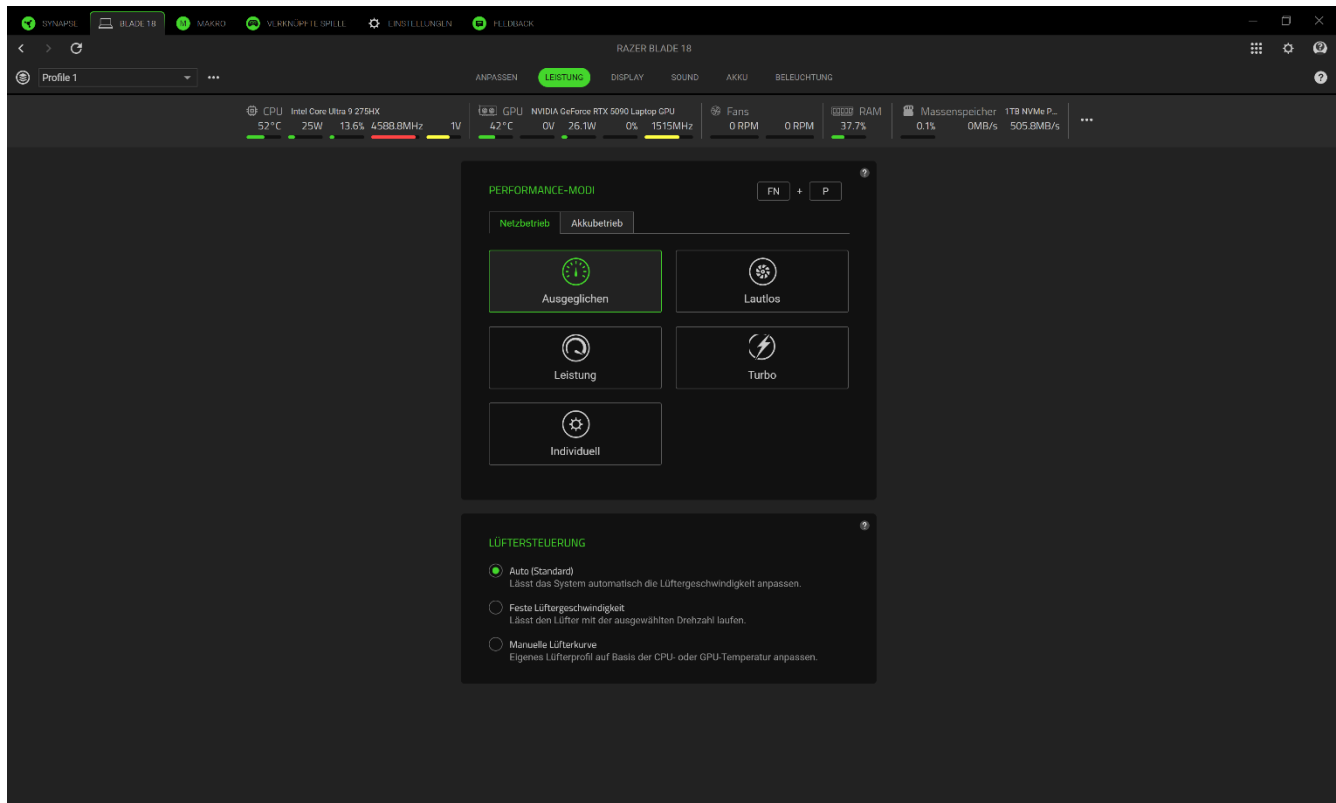 SYNAPSE BLADE 18 MAKRO VERKNÜPFTE SPIELE EINSTELLUNGEN FEEDBACK
RAZER BLADE 18
Profile 1 ANPASSEN LEISTUNG DISPLAY SOUND AKKU BELEUCHTUNG
CPU Intel Core Ultra 9 275HX GPU NVIDIA GeForce RTX 5090 Laptop GPU Fans RAM Massenspeicher 1TB NVMe P...
52°C 25W 13.6% 4588.8MHz 1V 42°C 0V 26.1W 0% 1515MHz 0 RPM 0 RPM 37.7% 0.1% 0MB/s 505.8MB/s
PERFORMANCE-MODI FN + P
Netzbetrieb Akkubetrieb
Ausgeglichen Lautlos
Leistung Turbo
Individuell
LÜFTERSTEUERUNG
Auto (Standard)
Lässt das System automatisch die Lüftergeschwindigkeit anpassen.
Feste Lüftergeschwindigkeit
Lässt den Lüfter mit der ausgewählten Drehzahl laufen.
Manuelle Lüfterkurve
Eigenes Lüfterprofil auf Basis der CPU- oder GPU-Temperatur anpassen.